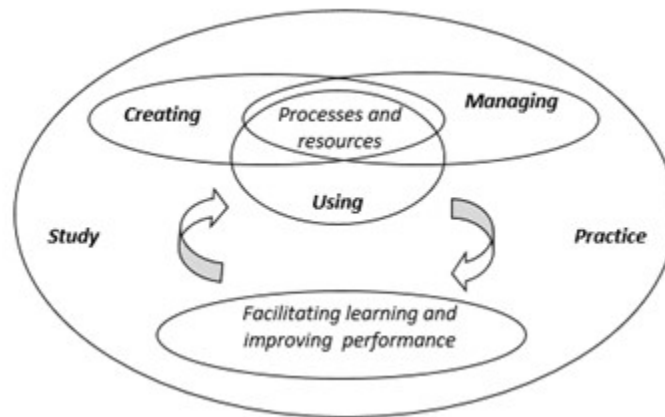 Creating
Managing
Processes and
resources
Using
Study
Practice
Facilitating learning and
improving performance